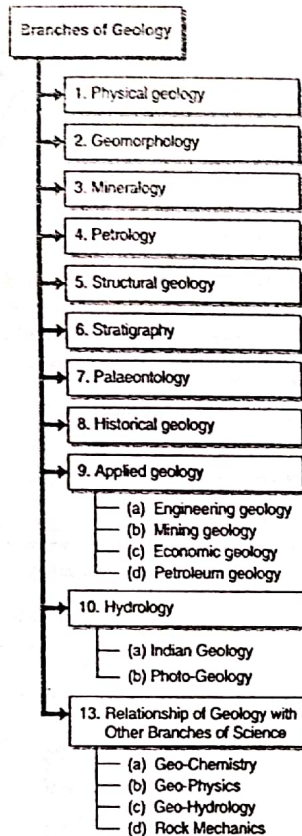 Branches of Geology
1. Physical geology
2. Geomorphology
3. Mineralogy
4. Petrology
5. Structural geology
6. Stratigraphy
7. Palaeontology
8. Historical geology
9. Applied geology
(a) Engineering geology
(b) Mining geology
(c) Economic geology
(d) Petroleum geology
10. Hydrology
(a) Indian Geology
(b) Photo-Geology
13. Relationship of Geology with
Other Branches of Science
(a) Geo-Chemistry
(b) Geo-Physics
(c) Geo-Hydrology
(d) Rock Mechanics